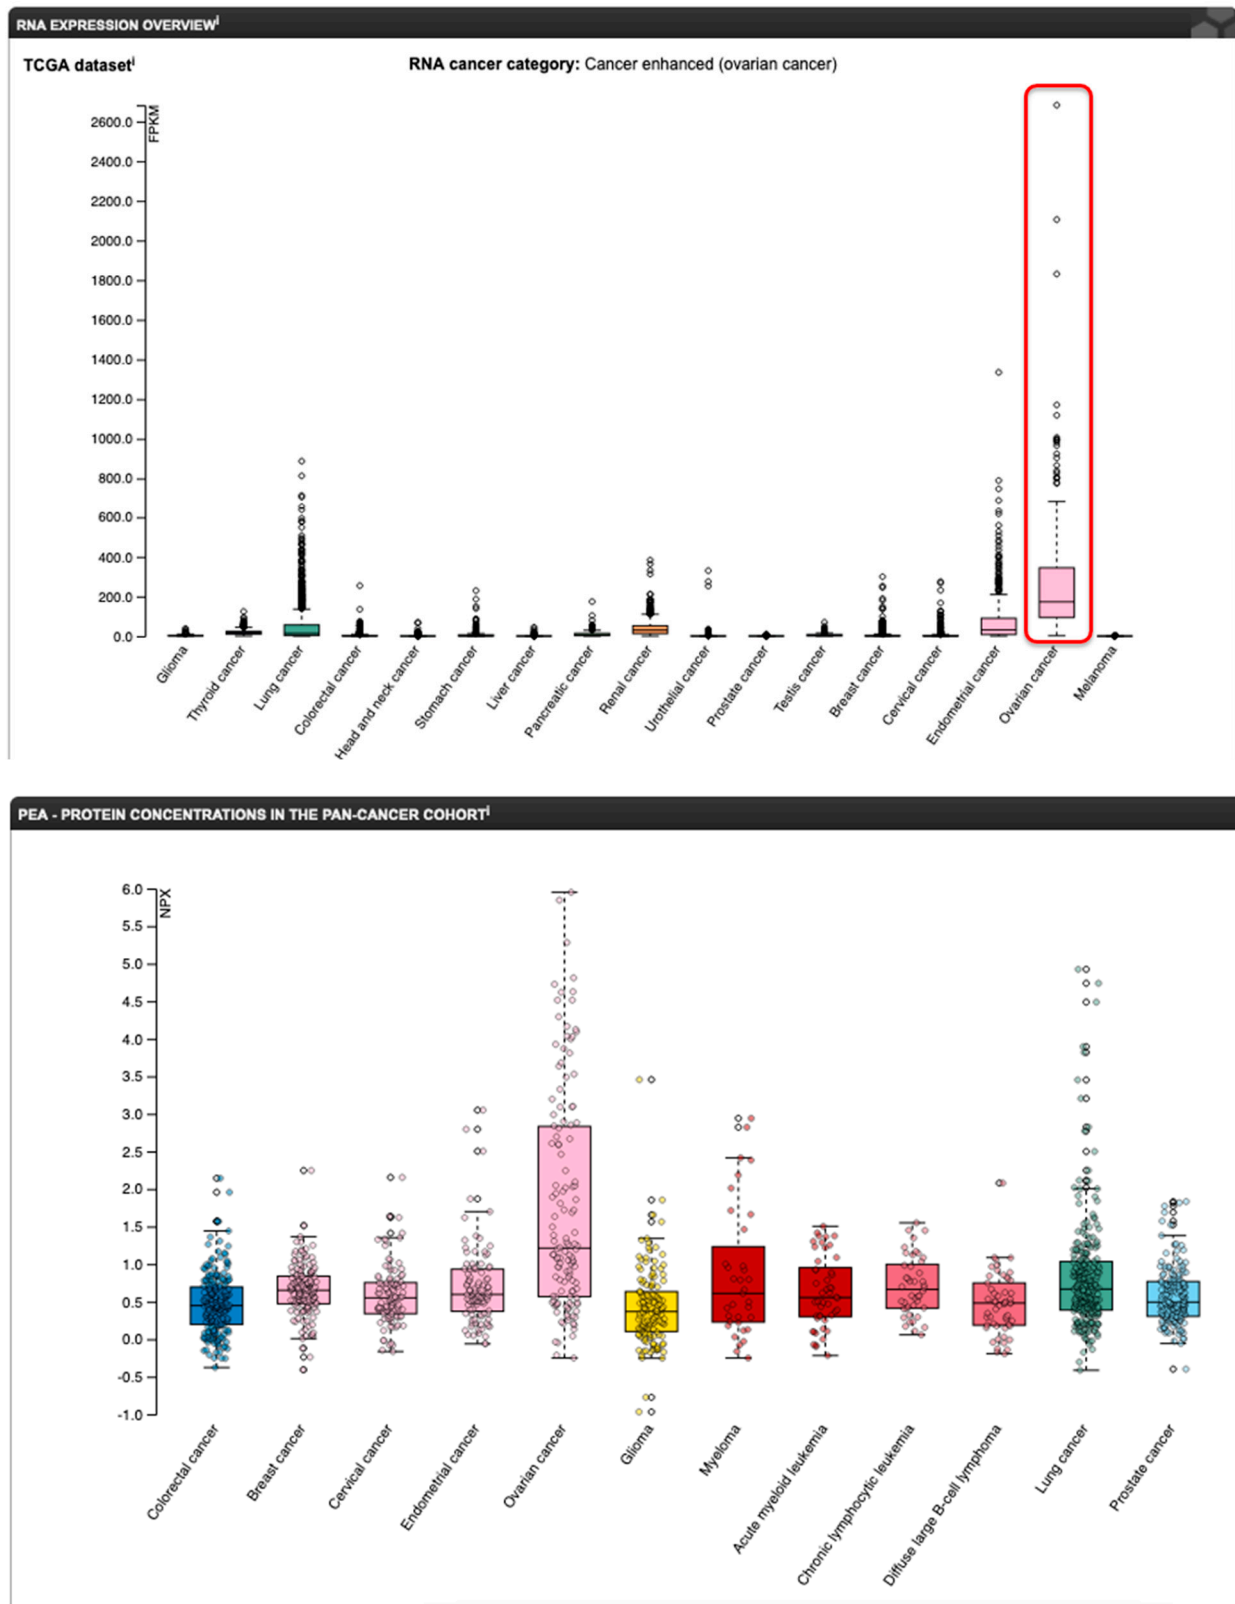 RNA EXPRESSION OVERVIEWⁱ
TCGA datasetⁱ
RNA cancer category: Cancer enhanced (ovarian cancer)
FPKM
2600.0
2400.0
2200.0
2000.0
1800.0
1600.0
1400.0
1200.0
1000.0
800.0
600.0
400.0
200.0
0.0
Glioma
Thyroid cancer
Lung cancer
Colorectal cancer
Head and neck cancer
Stomach cancer
Liver cancer
Pancreatic cancer
Renal cancer
Urothelial cancer
Prostate cancer
Testis cancer
Breast cancer
Cervical cancer
Endometrial cancer
Ovarian cancer
Melanoma
PEA - PROTEIN CONCENTRATIONS IN THE PAN-CANCER COHORTⁱ
NPX
6.0
5.5
5.0
4.5
4.0
3.5
3.0
2.5
2.0
1.5
1.0
0.5
0.0
-0.5
-1.0
Colorectal cancer
Breast cancer
Cervical cancer
Endometrial cancer
Ovarian cancer
Glioma
Myeloma
Acute myeloid leukemia
Chronic lymphocytic leukemia
Diffuse large B-cell lymphoma
Lung cancer
Prostate cancer